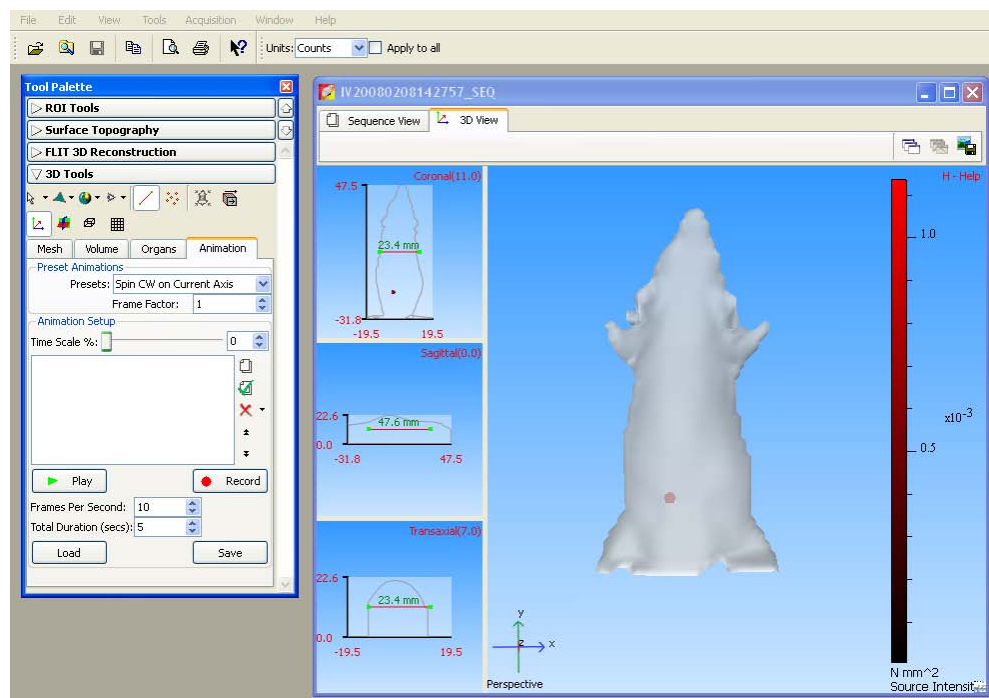 File Edit View Tools Acquisition Window Help
Units: Counts Apply to all
Tool Palette
ROI Tools
Surface Topography
FLIT 3D Reconstruction
3D Tools
Mesh Volume Organs Animation
Preset Animations
Presets: Spin CW on Current Axis
Frame Factor: 1
Animation Setup
Time Scale %: 0
Play Record
Frames Per Second: 10
Total Duration (secs): 5
Load Save
IV20080208142757_SEQ
Sequence View 3D View
Coronal(11.0)
47.5
23.4 mm
-31.8
-19.5 19.5
Sagittal(0.0)
22.6
47.6 mm
0.0
-31.8 47.5
Transaxial(7.0)
22.6
23.4 mm
0.0
-19.5 19.5
H - Help
1.0
x10-3
0.5
y
z x
Perspective
N mm^2
Source Intensit